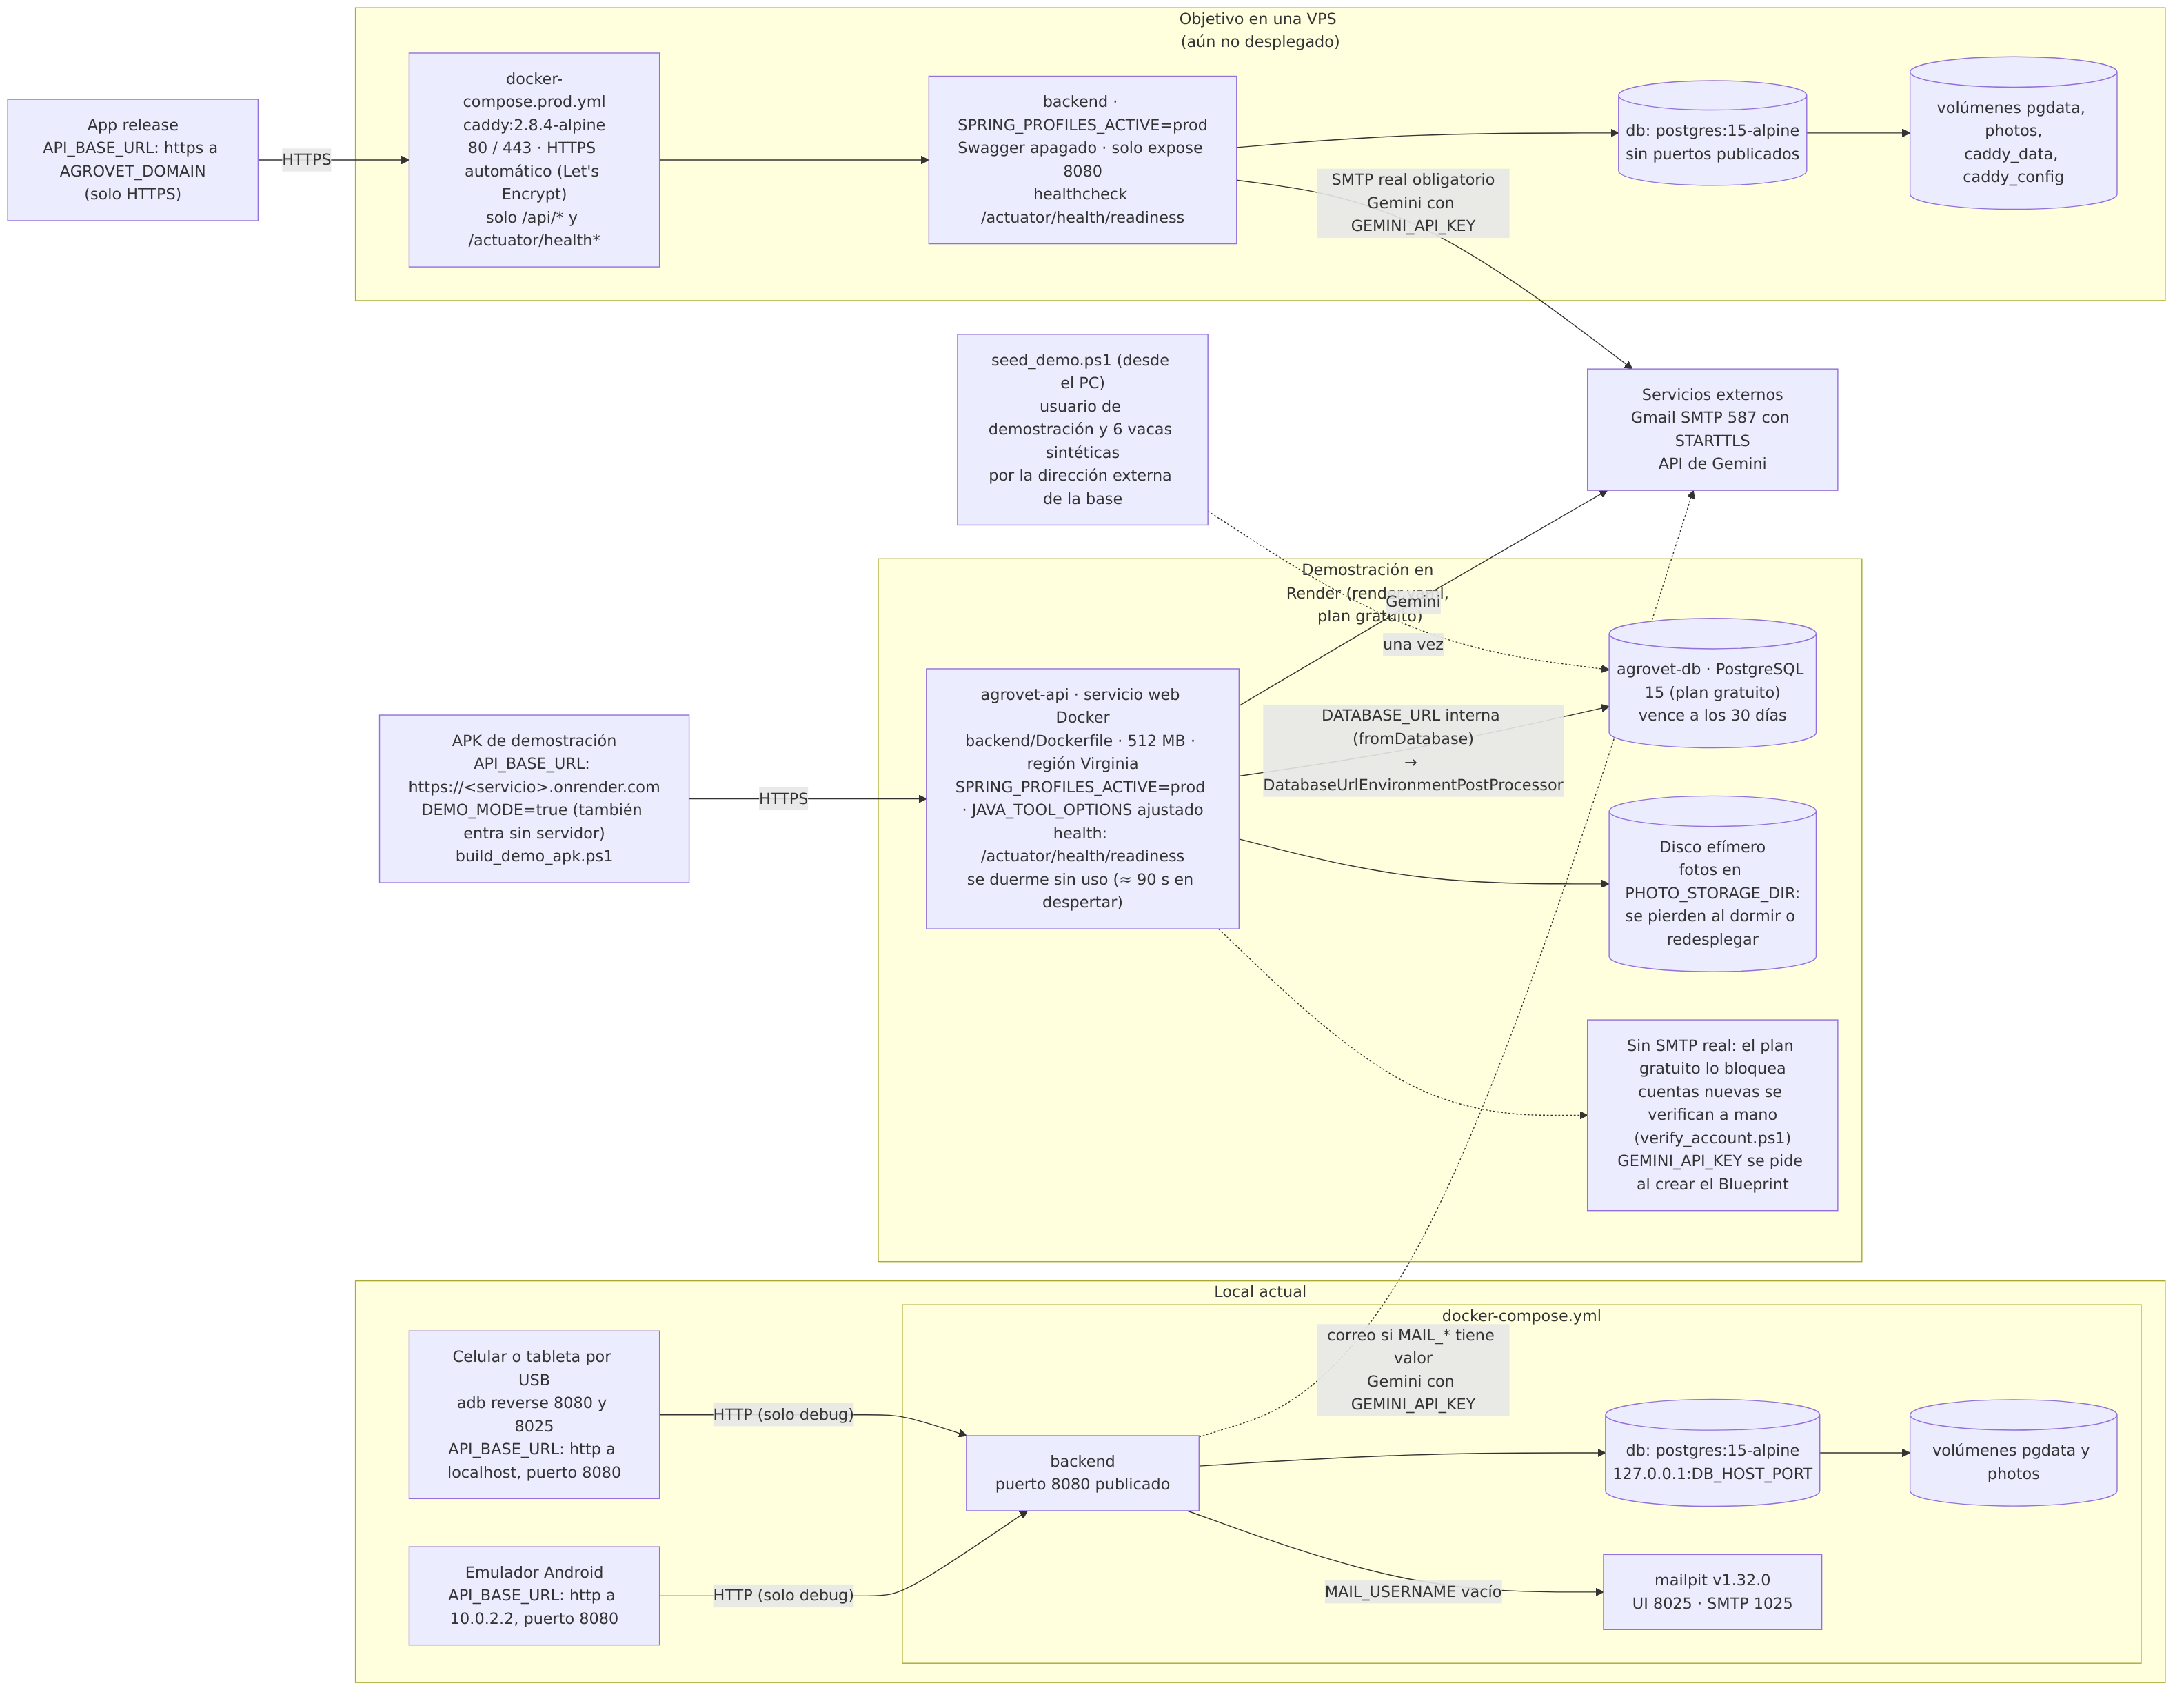 Objetivo en una VPS
(aún no desplegado)
App release
API_BASE_URL: https a
AGROVET_DOMAIN
(solo HTTPS)
HTTPS
docker-
compose.prod.yml
caddy:2.8.4-alpine
80 / 443 · HTTPS
automático (Let's
Encrypt)
solo /api/* y
/actuator/health*
backend ·
SPRING_PROFILES_ACTIVE=prod
Swagger apagado · solo expose
8080
healthcheck
/actuator/health/readiness
db: postgres:15-alpine
sin puertos publicados
volúmenes pgdata,
photos,
caddy_data,
caddy_config
SMTP real obligatorio
Gemini con
GEMINI_API_KEY
seed_demo.ps1 (desde
el PC)
usuario de
demostración y 6 vacas
sintéticas
por la dirección externa
de la base
Servicios externos
Gmail SMTP 587 con
STARTTLS
API de Gemini
Demostración en
Render (render.yaml,
plan gratuito)
Gemini
una vez
APK de demostración
API_BASE_URL:
https://<servicio>.onrender.com
DEMO_MODE=true (también
entra sin servidor)
build_demo_apk.ps1
HTTPS
agrovet-api · servicio web
Docker
backend/Dockerfile · 512 MB ·
región Virginia
SPRING_PROFILES_ACTIVE=prod
· JAVA_TOOL_OPTIONS ajustado
health:
/actuator/health/readiness
se duerme sin uso (≈ 90 s en
despertar)
DATABASE_URL interna
(fromDatabase)
→
DatabaseUrlEnvironmentPostProcessor
agrovet-db · PostgreSQL
15 (plan gratuito)
vence a los 30 días
Disco efímero
fotos en
PHOTO_STORAGE_DIR:
se pierden al dormir o
redesplegar
Sin SMTP real: el plan
gratuito lo bloquea
cuentas nuevas se
verifican a mano
(verify_account.ps1)
GEMINI_API_KEY se pide
al crear el Blueprint
Local actual
docker-compose.yml
Celular o tableta por
USB
adb reverse 8080 y
8025
API_BASE_URL: http a
localhost, puerto 8080
HTTP (solo debug)
Emulador Android
API_BASE_URL: http a
10.0.2.2, puerto 8080
HTTP (solo debug)
backend
puerto 8080 publicado
correo si MAIL_* tiene
valor
Gemini con
GEMINI_API_KEY
db: postgres:15-alpine
127.0.0.1:DB_HOST_PORT
volúmenes pgdata y
photos
MAIL_USERNAME vacío
mailpit v1.32.0
UI 8025 · SMTP 1025